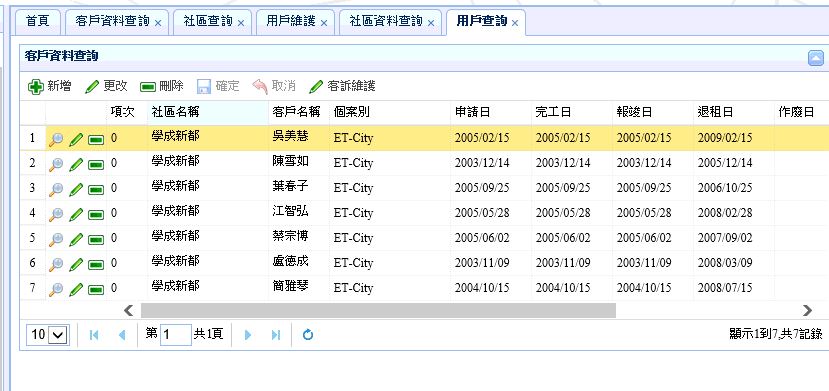 首頁 客戶資料查詢 × 社區查詢 × 用戶維護 × 社區資料查詢 × 用戶查詢 ×
客戶資料查詢
新增 更改 刪除 確定 取消 客訴維護
項次 社區名稱 客戶名稱 個案別 申請日 完工日 報竣日 退租日 作廢日
1 0 學成新都 吳美慧 ET-City 2005/02/15 2005/02/15 2005/02/15 2009/02/15
2 0 學成新都 陳雪如 ET-City 2003/12/14 2003/12/14 2003/12/14 2005/12/14
3 0 學成新都 葉春子 ET-City 2005/09/25 2005/09/25 2005/09/25 2006/10/25
4 0 學成新都 江智弘 ET-City 2005/05/28 2005/05/28 2005/05/28 2008/02/28
5 0 學成新都 蔡宗博 ET-City 2005/06/02 2005/06/02 2005/06/02 2007/09/02
6 0 學成新都 盧德成 ET-City 2003/11/09 2003/11/09 2003/11/09 2008/03/09
7 0 學成新都 簡雅琴 ET-City 2004/10/15 2004/10/15 2004/10/15 2008/07/15
10 第 1 共1頁 顯示1到7,共7記錄